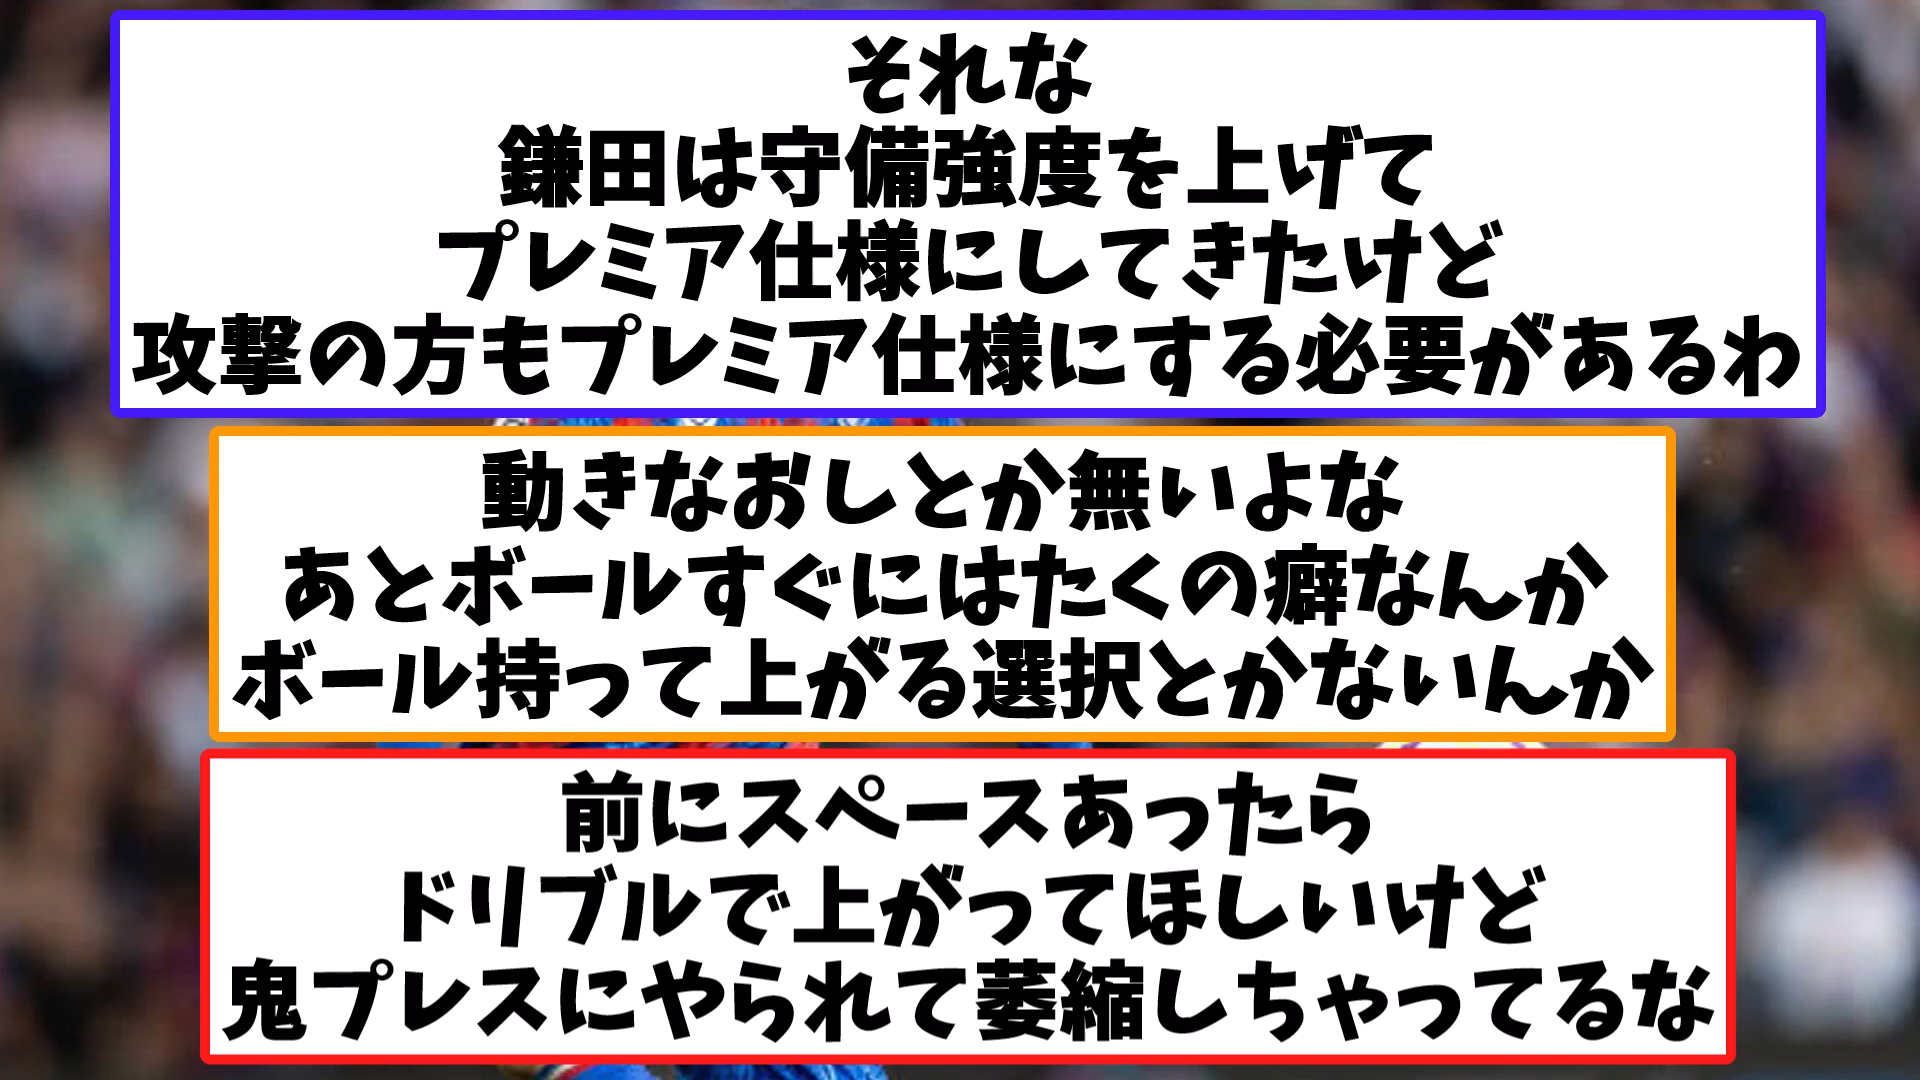 それな
鎌田は守備強度を上げて
プレミア仕様にしてきたけど
攻撃の方もプレミア仕様にする必要があるわ
動きなおしとか無いよな
あとボールすぐにはたくの癖なんか
ボール持って上がる選択とかないんか
前にスペースあったら
ドリブルで上がってほしいけど
鬼プレスにやられて萎縮しちゃってるな